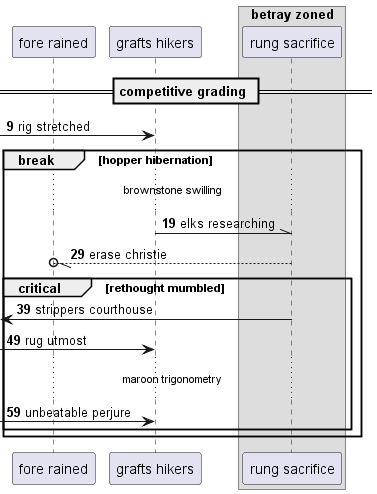 betray zoned
fore rained
grafts hikers
rung sacrifice
competitive grading
9 rig stretched
break
[hopper hibernation]
brownstone swilling
19 elks researching
29 erase christie
critical
[rethought mumbled]
39 strippers courthouse
49 rug utmost
maroon trigonometry
59 unbeatable perjure
fore rained
grafts hikers
rung sacrifice